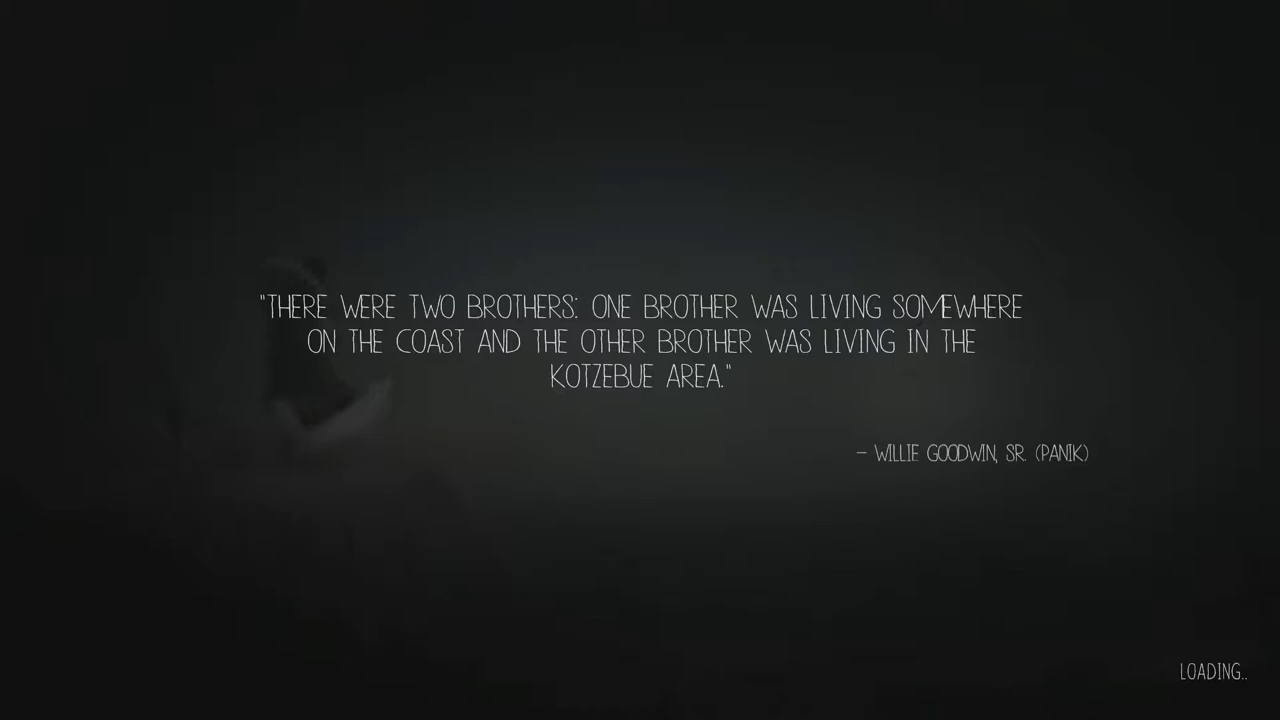 "THERE WERE TWO BROTHERS: ONE BROTHER WAS LIVING SOMEWHERE
ON THE COAST AND THE OTHER BROTHER WAS LIVING IN THE
KOTZEBUE AREA."
- WILLIE GOODWIN, SR. (PANIK)
LOADING..